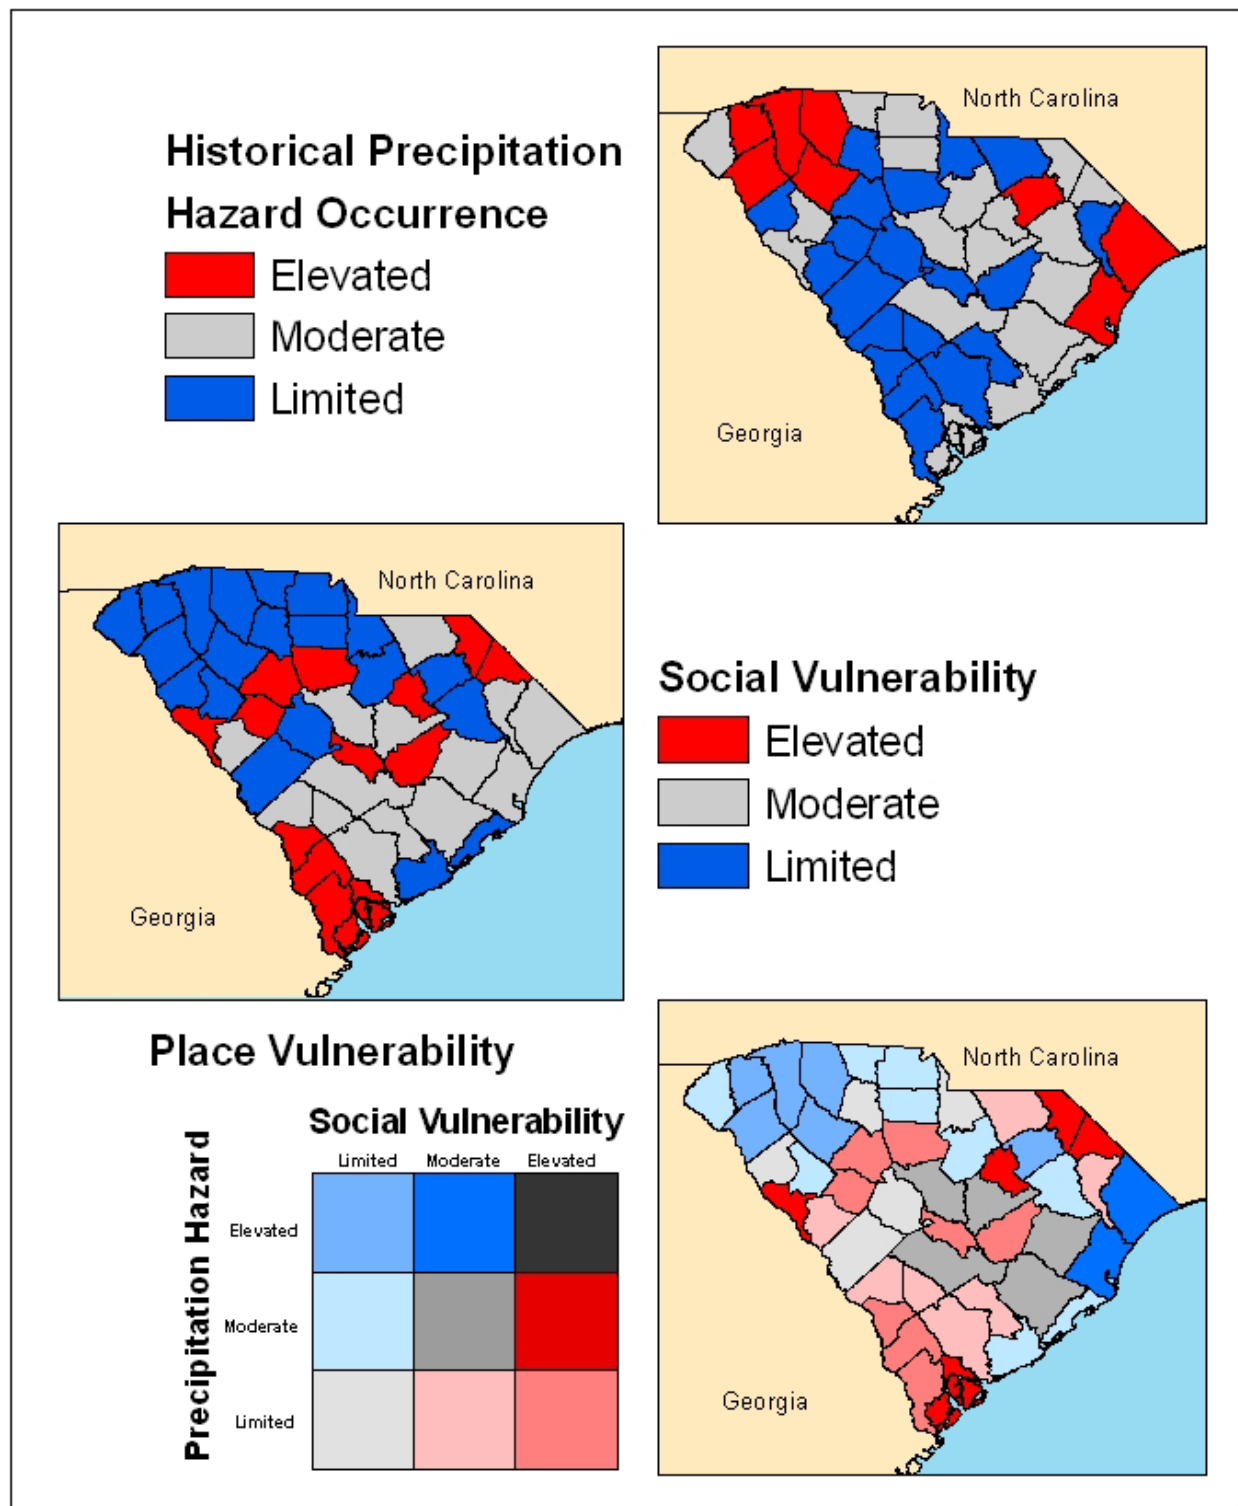 Historical Precipitation
Hazard Occurrence
Elevated
Moderate
Limited
North Carolina
Georgia
North Carolina
Georgia
Social Vulnerability
Elevated
Moderate
Limited
Place Vulnerability
Social Vulnerability
Limited Moderate Elevated
Precipitation Hazard
Elevated
Moderate
Limited
North Carolina
Georgia